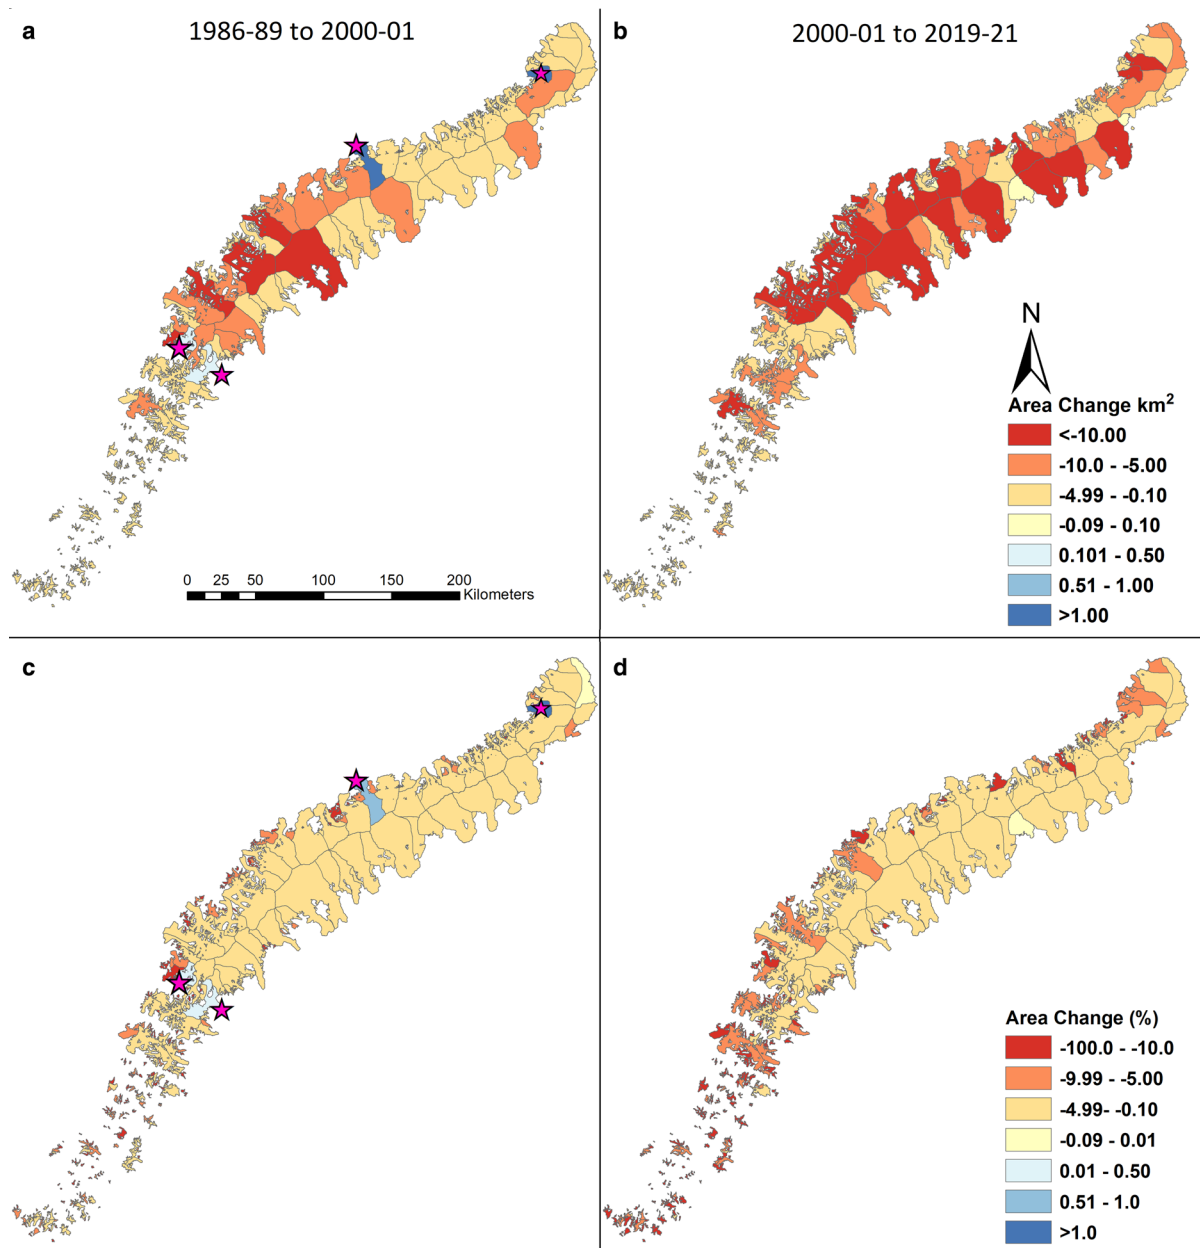 a
1986-89 to 2000-01
b
2000-01 to 2019-21
N
Area Change km²
<-10.00
-10.0 - -5.00
-4.99 - -0.10
-0.09 - 0.10
0.101 - 0.50
0.51 - 1.00
>1.00
0 25 50 100 150 200
Kilometers
c
d
Area Change (%)
-100.0 - -10.0
-9.99 - -5.00
-4.99- -0.10
-0.09 - 0.01
0.01 - 0.50
0.51 - 1.0
>1.0